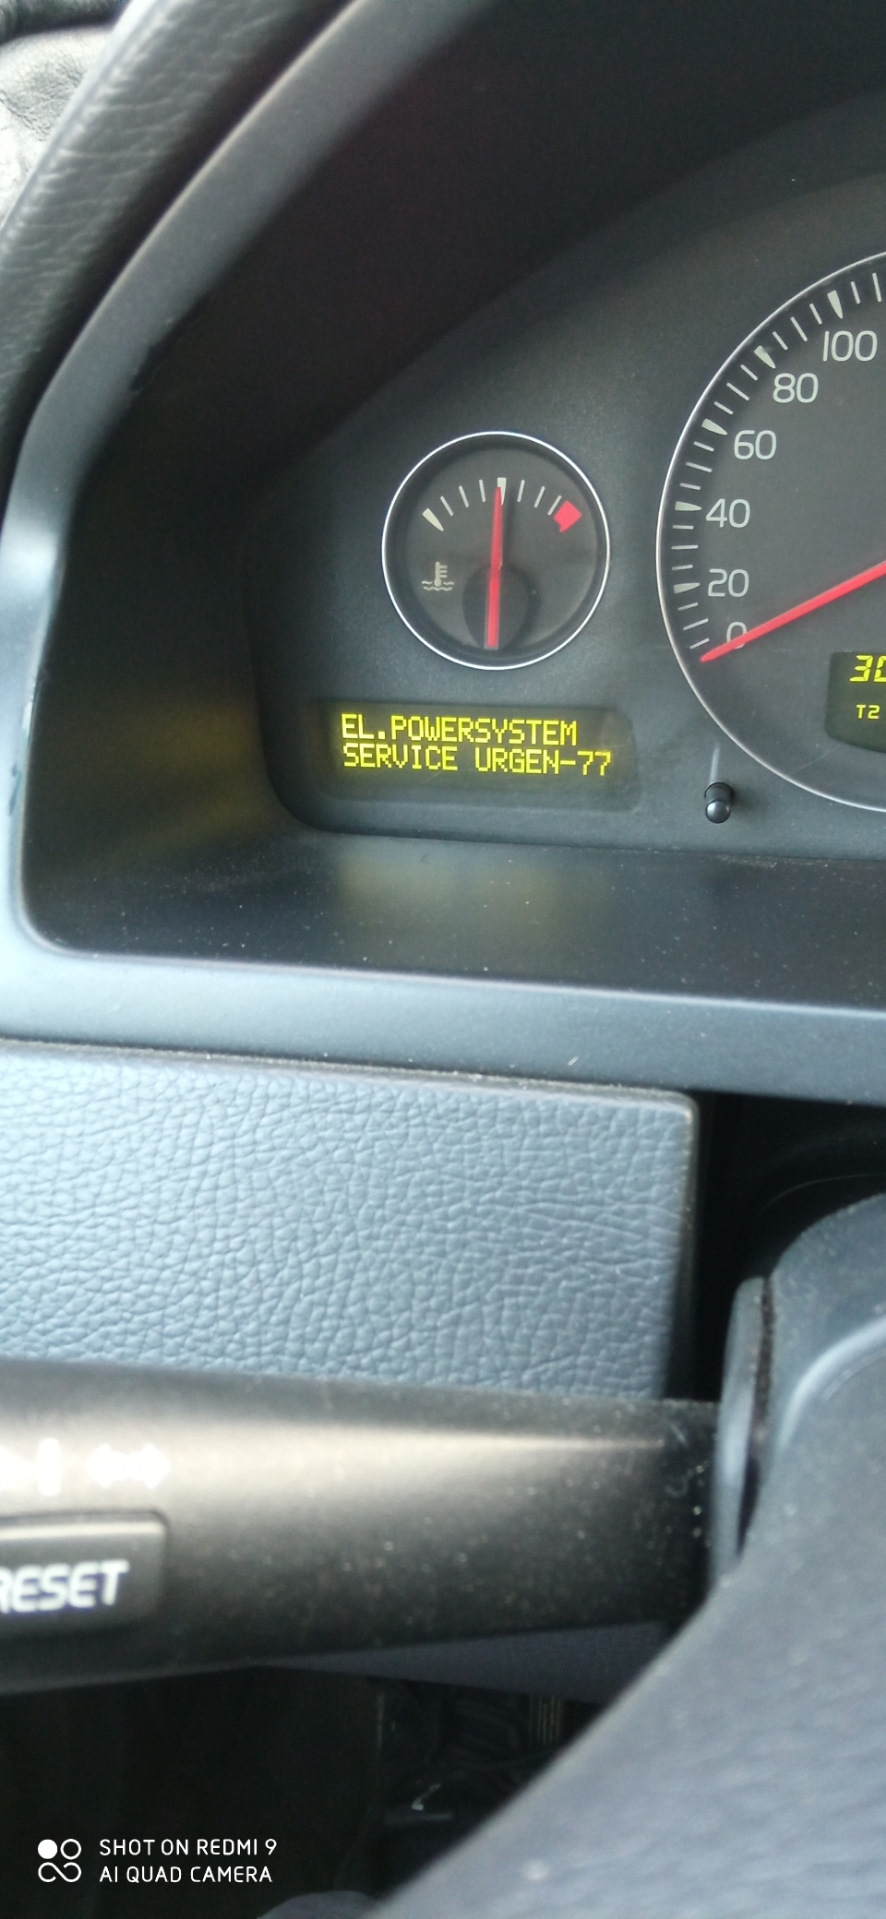 100
80
60
40
20
0
T2
EL.POWERSYSTEM
SERVICE URGEN-77
RESET
SHOT ON REDMI 9
AI QUAD CAMERA